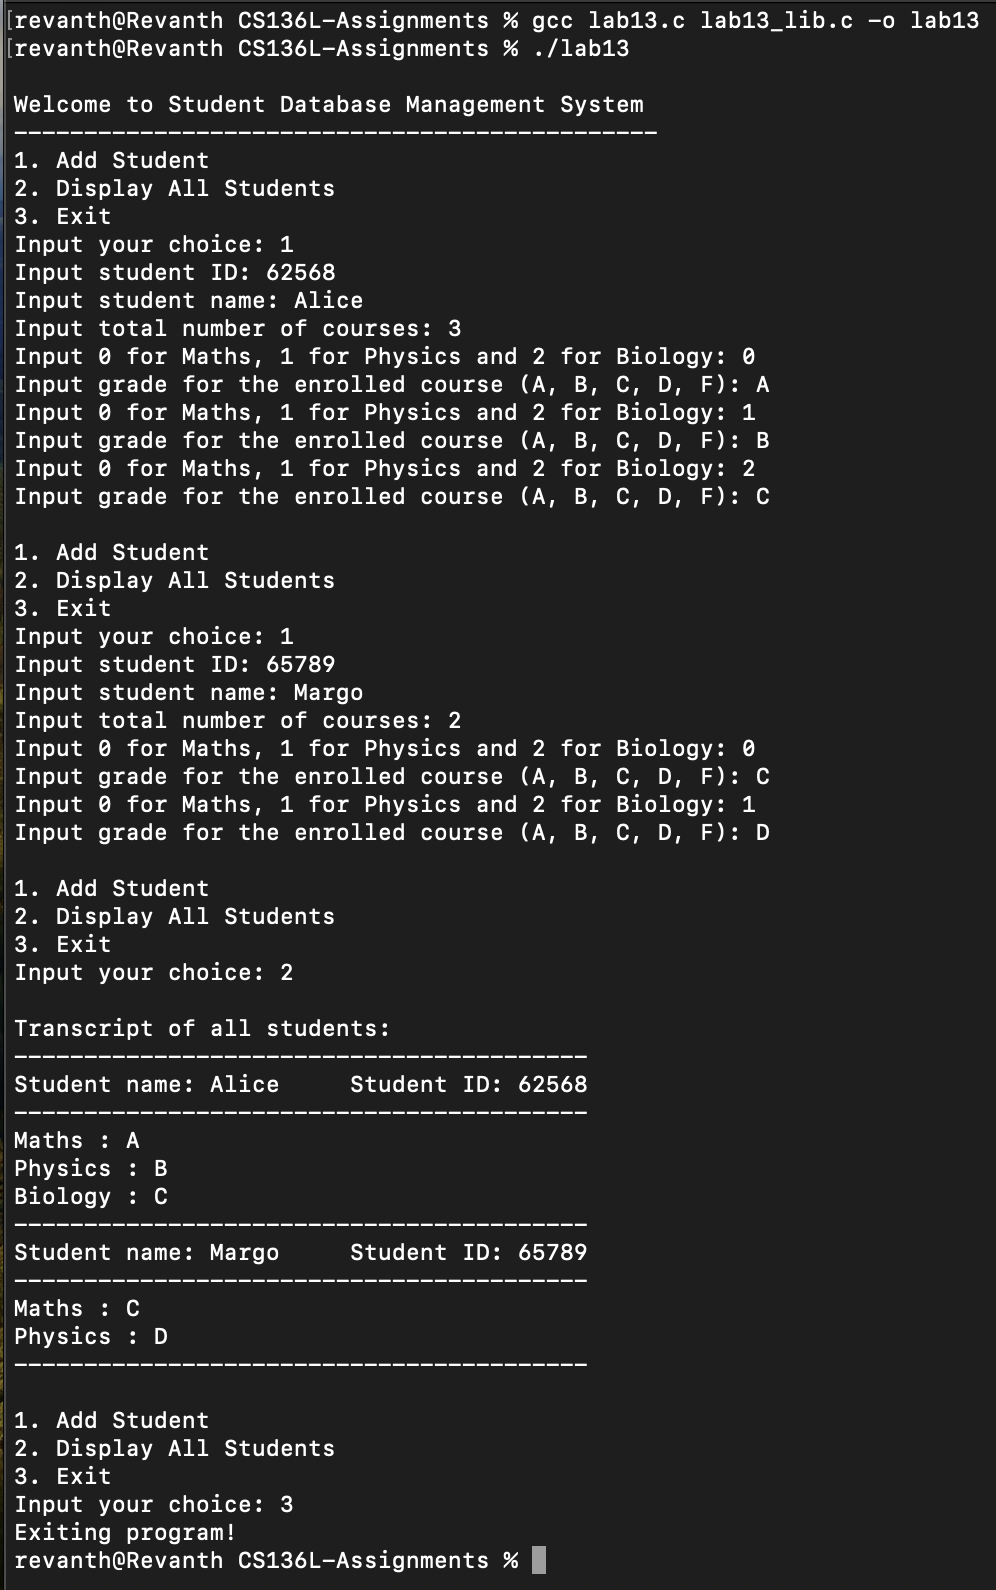 [revanth@Revanth CS136L-Assignments % gcc lab13.c lab13_lib.c -o lab13
[revanth@Revanth CS136L-Assignments % ./lab13
Welcome to Student Database Management System
----------------------------------------------
1. Add Student
2. Display All Students
3. Exit
Input your choice: 1
Input student ID: 62568
Input student name: Alice
Input total number of courses: 3
Input 0 for Maths, 1 for Physics and 2 for Biology: 0
Input grade for the enrolled course (A, B, C, D, F): A
Input 0 for Maths, 1 for Physics and 2 for Biology: 1
Input grade for the enrolled course (A, B, C, D, F): B
Input 0 for Maths, 1 for Physics and 2 for Biology: 2
Input grade for the enrolled course (A, B, C, D, F): C
1. Add Student
2. Display All Students
3. Exit
Input your choice: 1
Input student ID: 65789
Input student name: Margo
Input total number of courses: 2
Input 0 for Maths, 1 for Physics and 2 for Biology: 0
Input grade for the enrolled course (A, B, C, D, F): C
Input 0 for Maths, 1 for Physics and 2 for Biology: 1
Input grade for the enrolled course (A, B, C, D, F): D
1. Add Student
2. Display All Students
3. Exit
Input your choice: 2
Transcript of all students:
-----------------------------------------
Student name: Alice     Student ID: 62568
-----------------------------------------
Maths : A
Physics : B
Biology : C
-----------------------------------------
Student name: Margo     Student ID: 65789
-----------------------------------------
Maths : C
Physics : D
-----------------------------------------
1. Add Student
2. Display All Students
3. Exit
Input your choice: 3
Exiting program!
revanth@Revanth CS136L-Assignments %